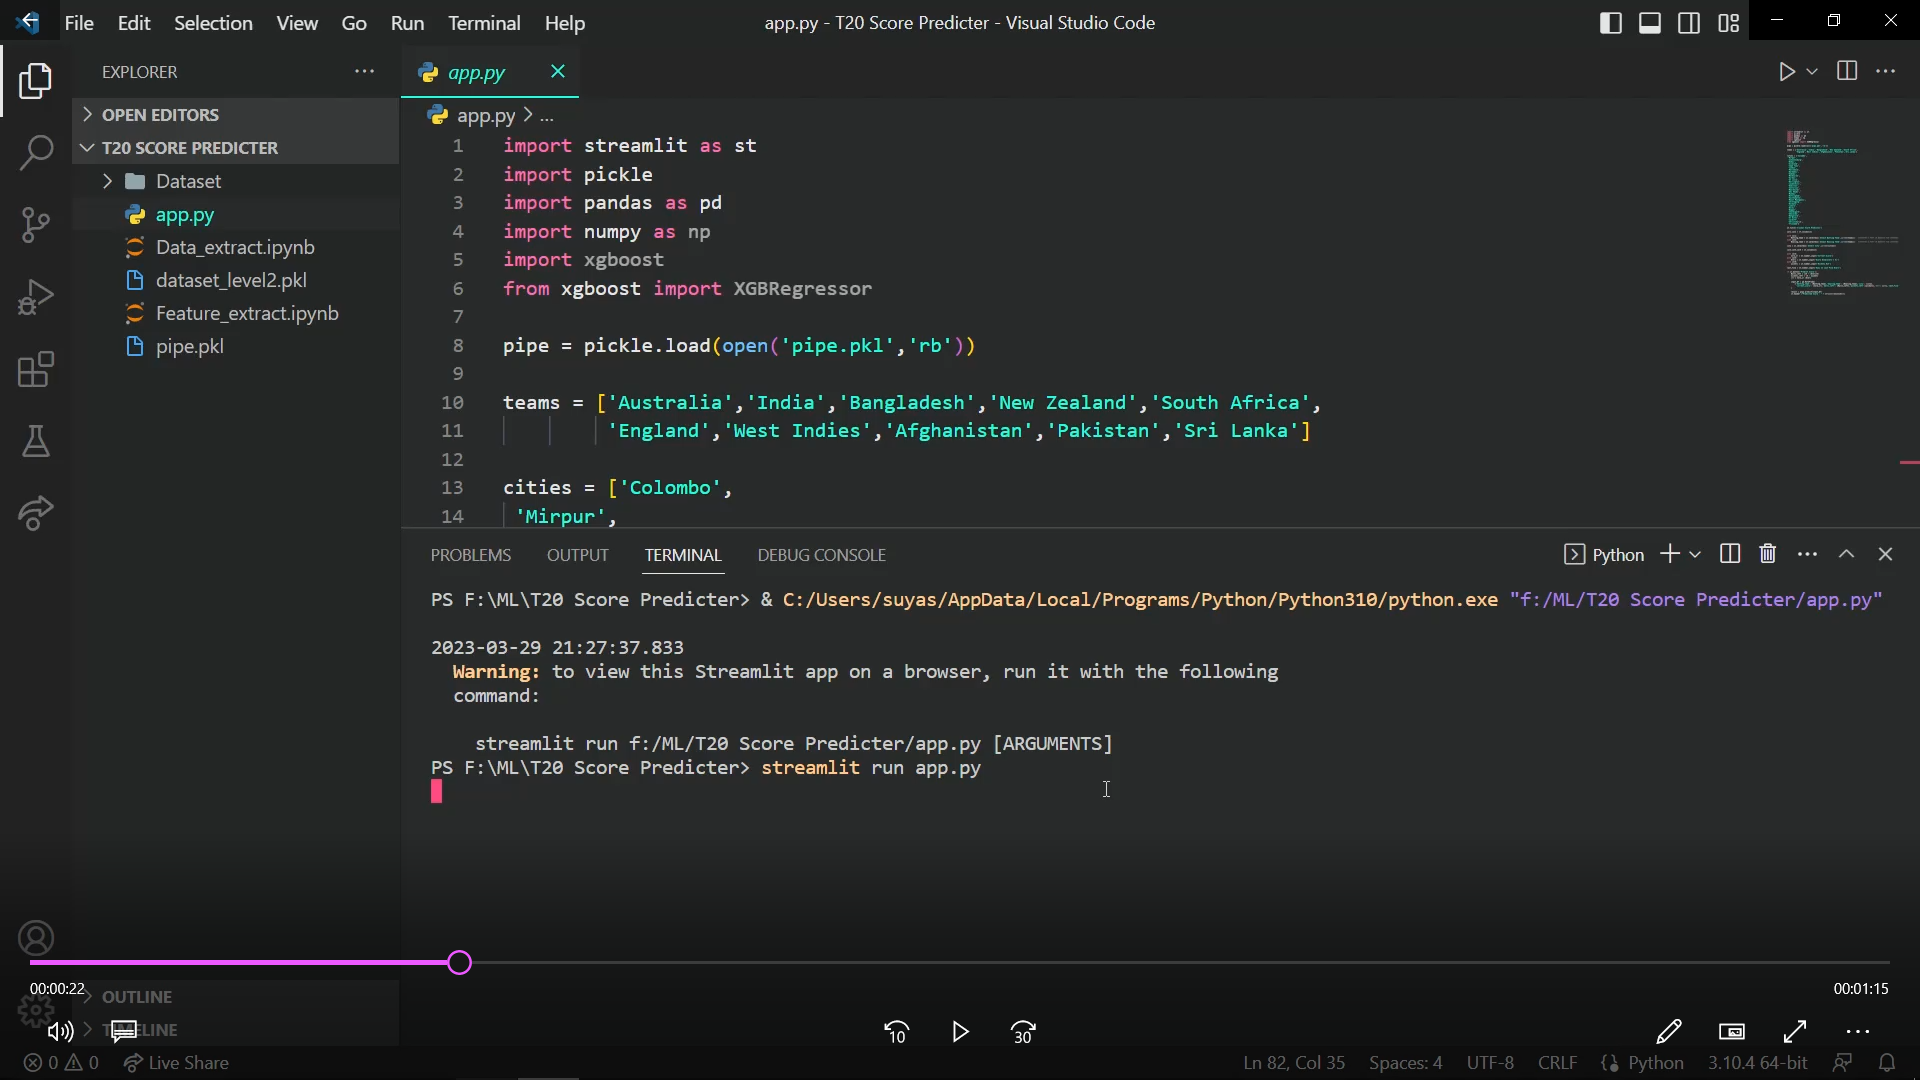 File Edit Selection View Go Run Terminal Help
app.py - T20 Score Predicter - Visual Studio Code
EXPLORER
OPEN EDITORS
T20 SCORE PREDICTER
Dataset
app.py
Data_extract.ipynb
dataset_level2.pkl
Feature_extract.ipynb
pipe.pkl
app.py
app.py > ...
1 import streamlit as st
2 import pickle
3 import pandas as pd
4 import numpy as np
5 import xgboost
6 from xgboost import XGBRegressor
7
8 pipe = pickle.load(open('pipe.pkl','rb'))
9
10 teams = ['Australia','India','Bangladesh','New Zealand','South Africa',
11 'England','West Indies','Afghanistan','Pakistan','Sri Lanka']
12
13 cities = ['Colombo',
14 'Mirpur',
PROBLEMS OUTPUT TERMINAL DEBUG CONSOLE
Python
PS F:\ML\T20 Score Predicter> & C:/Users/suyas/AppData/Local/Programs/Python/Python310/python.exe "f:/ML/T20 Score Predicter/app.py"
2023-03-29 21:27:37.833
Warning: to view this Streamlit app on a browser, run it with the following
command:
streamlit run f:/ML/T20 Score Predicter/app.py [ARGUMENTS]
PS F:\ML\T20 Score Predicter> streamlit run app.py
00:00:22
00:01:15
OUTLINE
TIMELINE
10
30
0 0 Live Share
Ln 82, Col 35 Spaces: 4 UTF-8 CRLF {} Python 3.10.4 64-bit